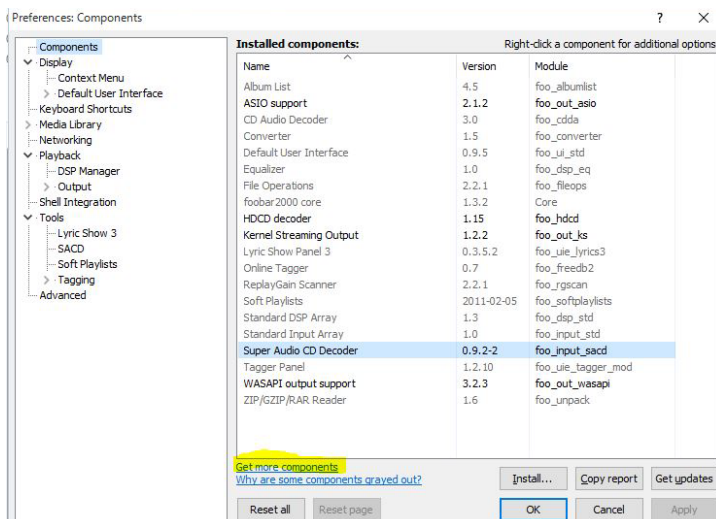 Preferences: Components ? ×
Components
Display
Context Menu
Default User Interface
Keyboard Shortcuts
Media Library
Networking
Playback
DSP Manager
Output
Shell Integration
Tools
Lyric Show 3
SACD
Soft Playlists
Tagging
Advanced
Installed components: Right-click a component for additional options
Name Version Module
Album List 4.5 foo_albumlist
ASIO support 2.1.2 foo_out_asio
CD Audio Decoder 3.0 foo_cdda
Converter 1.5 foo_converter
Default User Interface 0.9.5 foo_ui_std
Equalizer 1.0 foo_dsp_eq
File Operations 2.2.1 foo_fileops
foobar2000 core 1.3.2 Core
HDCD decoder 1.15 foo_hdcd
Kernel Streaming Output 1.2.2 foo_out_ks
Lyric Show Panel 3 0.3.5.2 foo_uie_lyrics3
Online Tagger 0.7 foo_freedb2
ReplayGain Scanner 2.2.1 foo_rgscan
Soft Playlists 2011-02-05 foo_softplaylists
Standard DSP Array 1.3 foo_dsp_std
Standard Input Array 1.0 foo_input_std
Super Audio CD Decoder 0.9.2-2 foo_input_sacd
Tagger Panel 1.2.10 foo_uie_tagger_mod
WASAPI output support 3.2.3 foo_out_wasapi
ZIP/GZIP/RAR Reader 1.6 foo_unpack
Get more components
Why are some components grayed out?
Install... Copy report Get updates
Reset all Reset page OK Cancel Apply